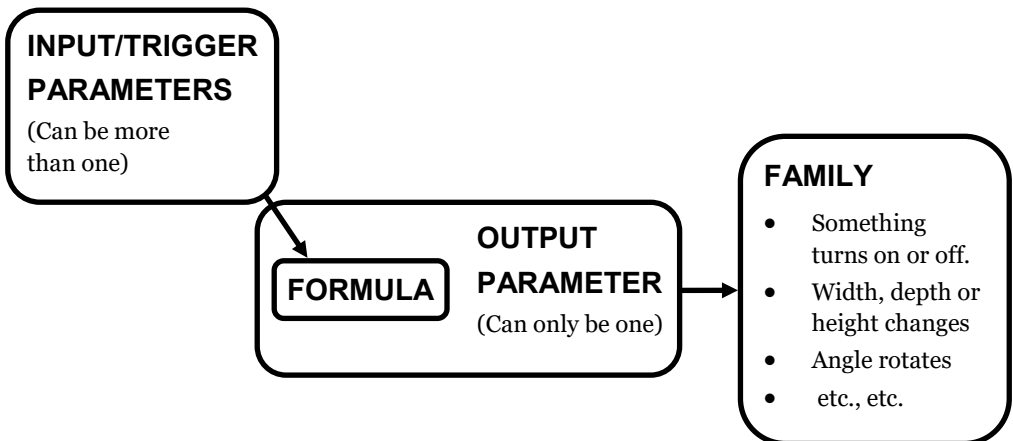 INPUT/TRIGGER
PARAMETERS
(Can be more
than one)
FORMULA
OUTPUT
PARAMETER
(Can only be one)
FAMILY
• Something
turns on or off.
• Width, depth or
height changes
• Angle rotates
• etc., etc.